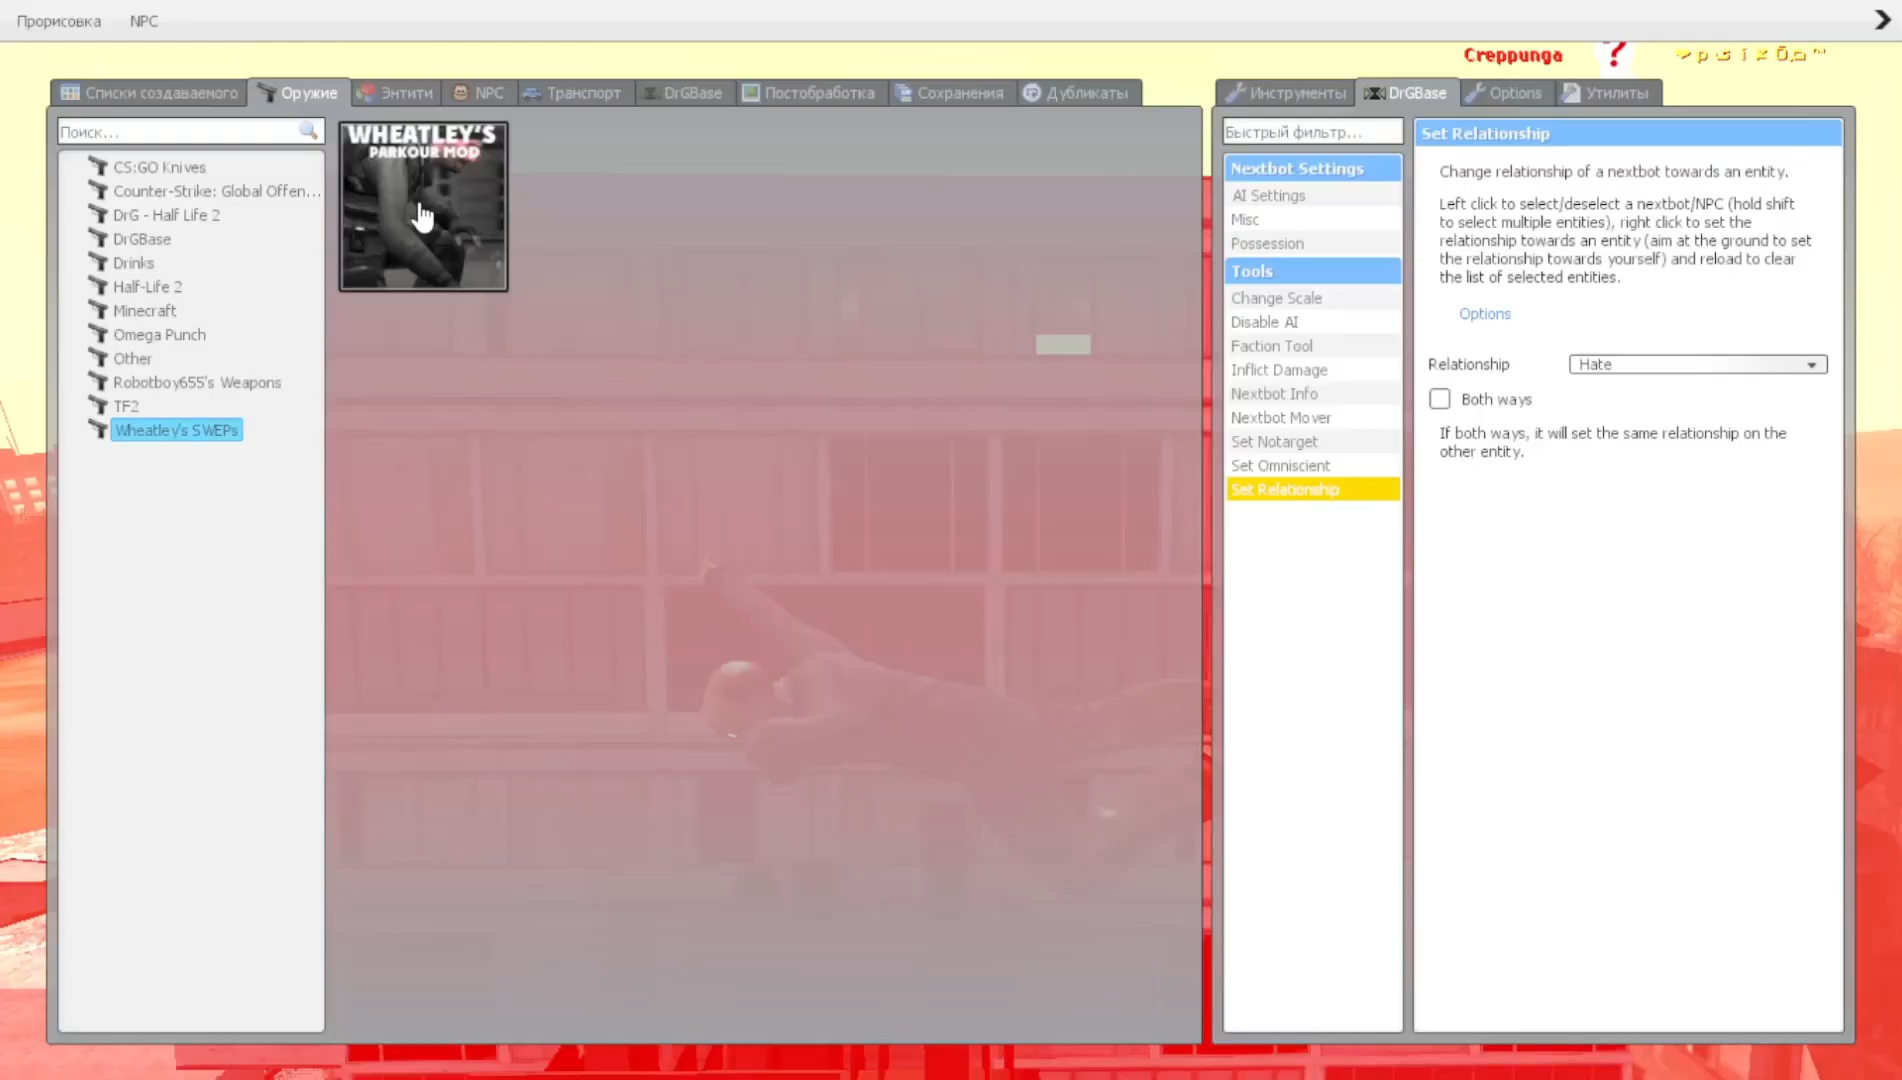 Прорисовка NPC
Creppunga ?
Списки создаваемого Оружие Энтити NPC Транспорт DrGBase Постобработка Сохранения Дубликаты
Поиск...
CS:GO Knives
Counter-Strike: Global Offen...
DrG - Half Life 2
DrGBase
Drinks
Half-Life 2
Minecraft
Omega Punch
Other
Robotboy655's Weapons
TF2
Wheatley's SWEPs
WHEATLEY'S
PARKOUR MOD
Инструменты DrGBase Options Утилиты
Быстрый фильтр...
Nextbot Settings
AI Settings
Misc
Possession
Tools
Change Scale
Disable AI
Faction Tool
Inflict Damage
Nextbot Info
Nextbot Mover
Set Notarget
Set Omniscient
Set Relationship
Set Relationship
Change relationship of a nextbot towards an entity.
Left click to select/deselect a nextbot/NPC (hold shift
to select multiple entities), right click to set the
relationship towards an entity (aim at the ground to set
the relationship towards yourself) and reload to clear
the list of selected entities.
Options
Relationship Hate
Both ways
If both ways, it will set the same relationship on the
other entity.